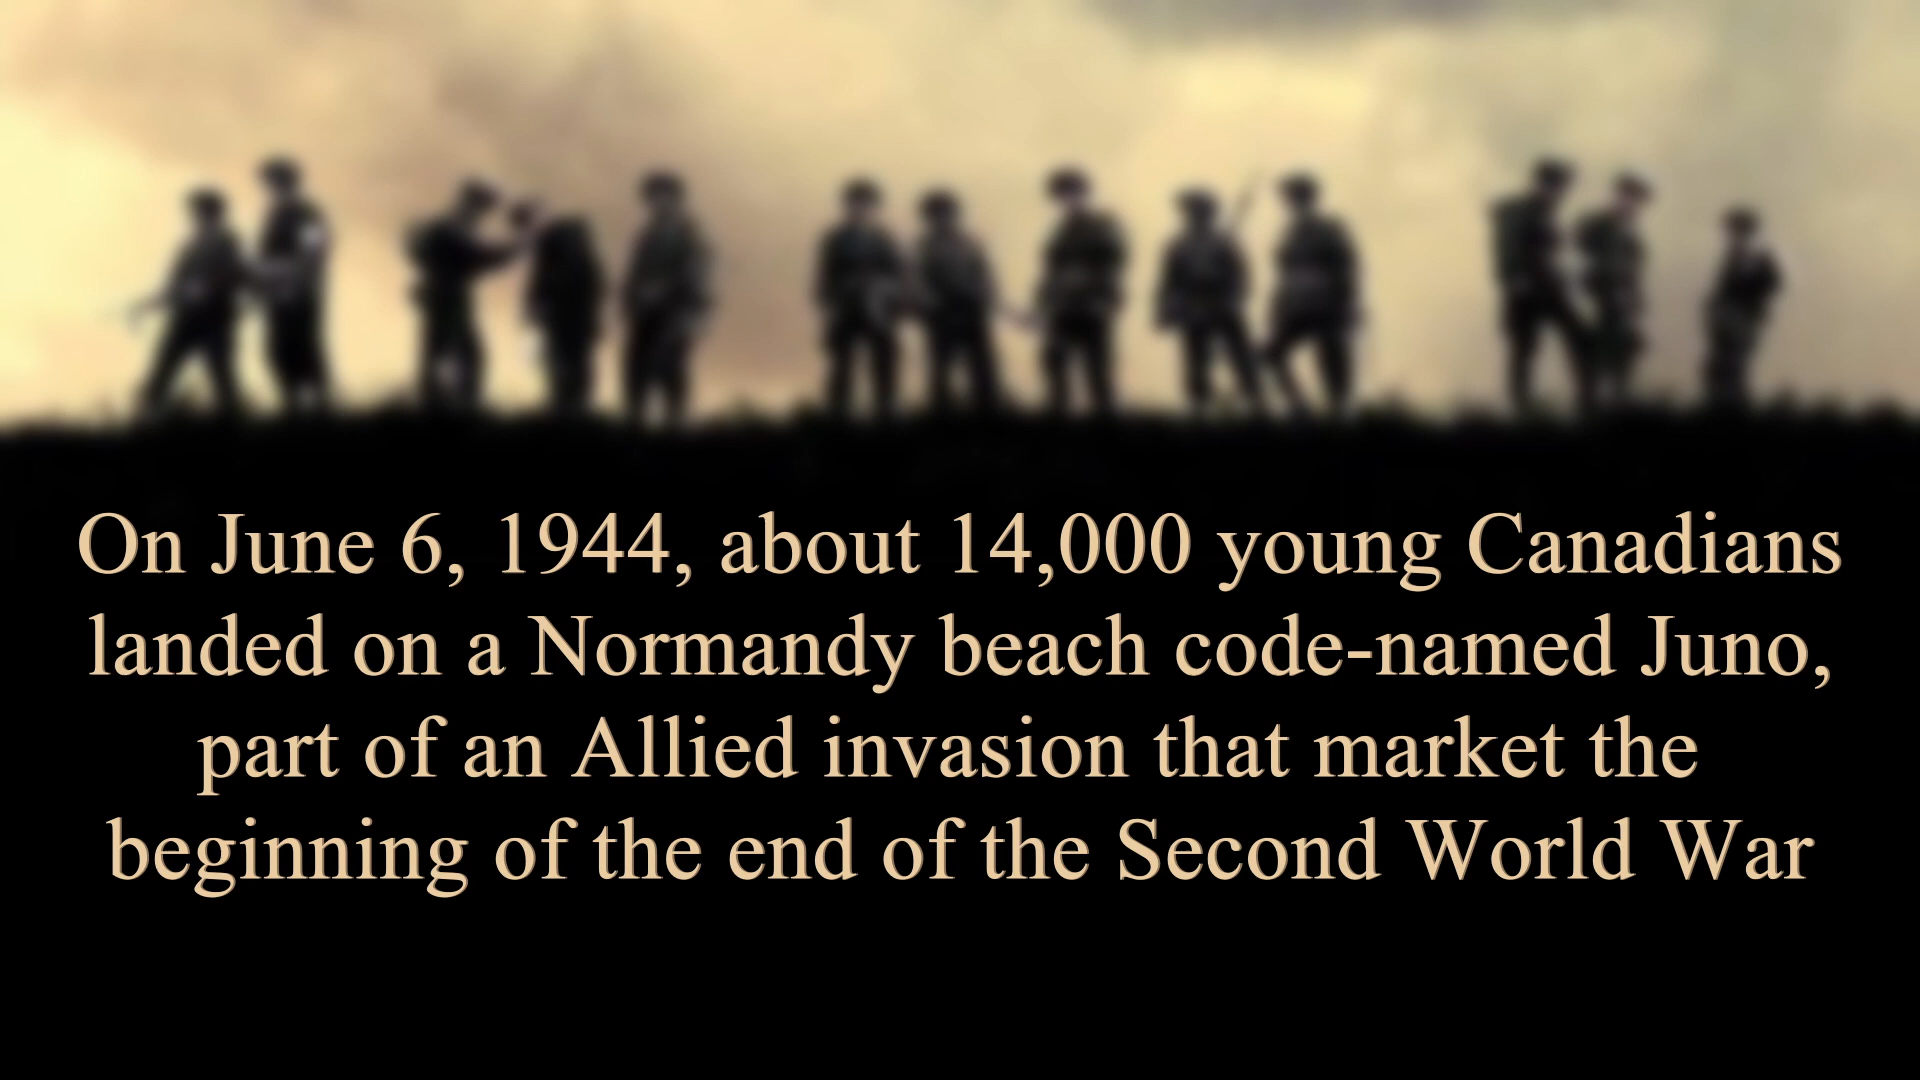 On June 6, 1944, about 14,000 young Canadians
landed on a Normandy beach code-named Juno,
part of an Allied invasion that market the
beginning of the end of the Second World War